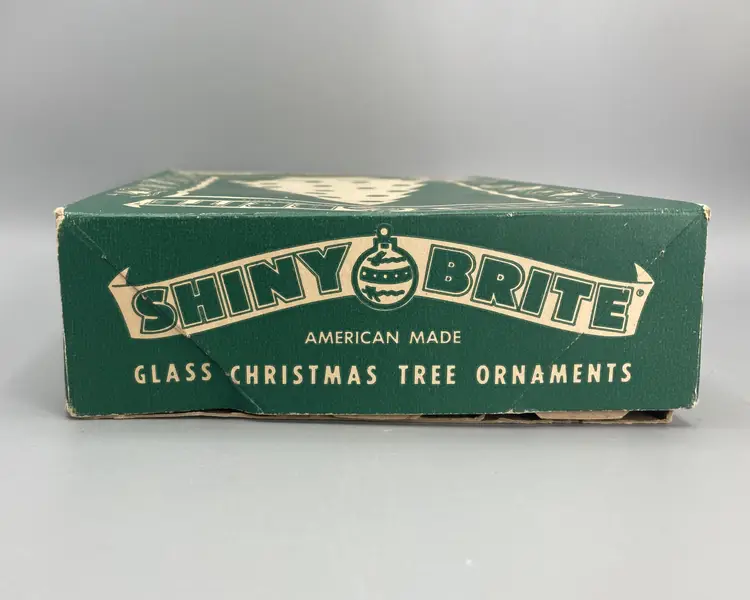 SHINY BRITE®
AMERICAN MADE
GLASS CHRISTMAS TREE ORNAMENTS